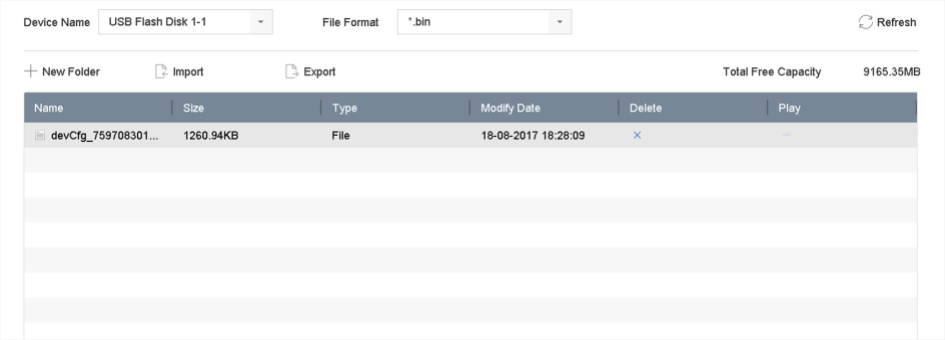 Device Name USB Flash Disk 1-1 File Format *.bin Refresh
New Folder Import Export Total Free Capacity 9165.35MB
Name Size Type Modify Date Delete Play
devCfg_759708301... 1260.94KB File 18-08-2017 18:28:09